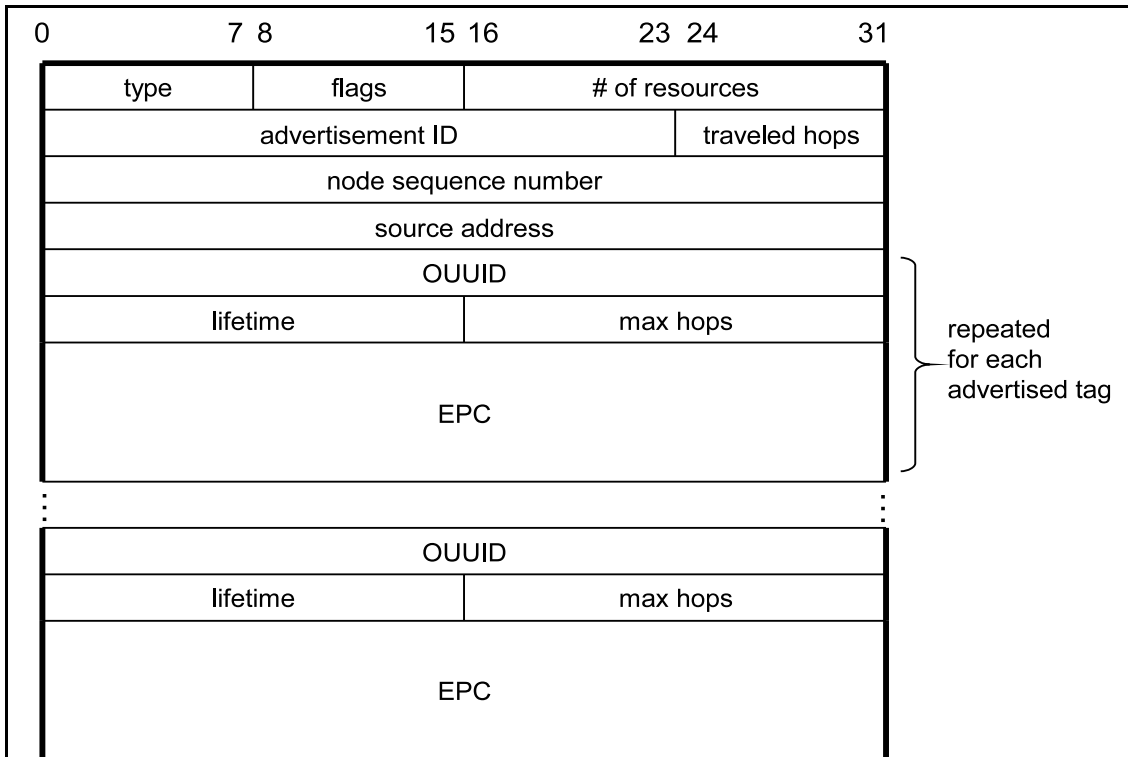 0 7 8 15 16 23 24 31
type flags # of resources
advertisement ID traveled hops
node sequence number
source address
OUUID
lifetime max hops
repeated
for each
advertised tag
EPC
OUUID
lifetime max hops
EPC